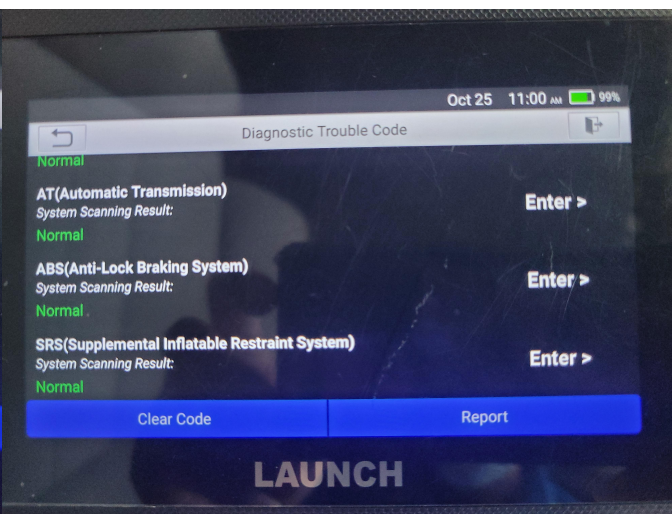 Oct 25 11:00 AM 99%
Diagnostic Trouble Code
Normal
AT(Automatic Transmission)
System Scanning Result:
Enter >
Normal
ABS(Anti-Lock Braking System)
System Scanning Result:
Enter >
Normal
SRS(Supplemental Inflatable Restraint System)
System Scanning Result:
Enter >
Normal
Clear Code Report
LAUNCH